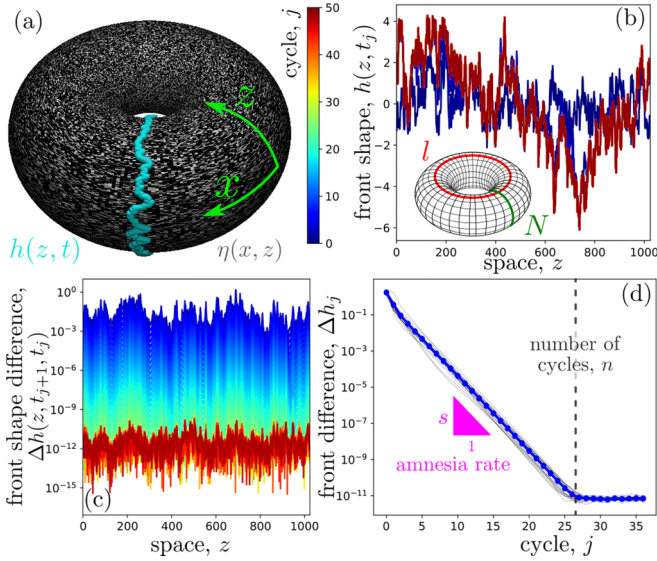 (a)
z
x
h(z, t)
η(x, z)
cycle, j
50
40
30
20
10
0
(b)
front shape, h(z, t_j)
4
2
0
−2
−4
−6
l
N
0
200
400
600
800
1000
space, z
(c)
front shape difference,
Δh(z, t_{j+1}, t_j)
10^0
10^{-3}
10^{-6}
10^{-9}
10^{-12}
10^{-15}
0
200
400
600
800
1000
space, z
(d)
front difference, Δh_j
10^{-1}
10^{-3}
10^{-5}
10^{-7}
10^{-9}
10^{-11}
number of
cycles, n
s
1
amnesia rate
0
5
10
15
20
25
30
35
cycle, j